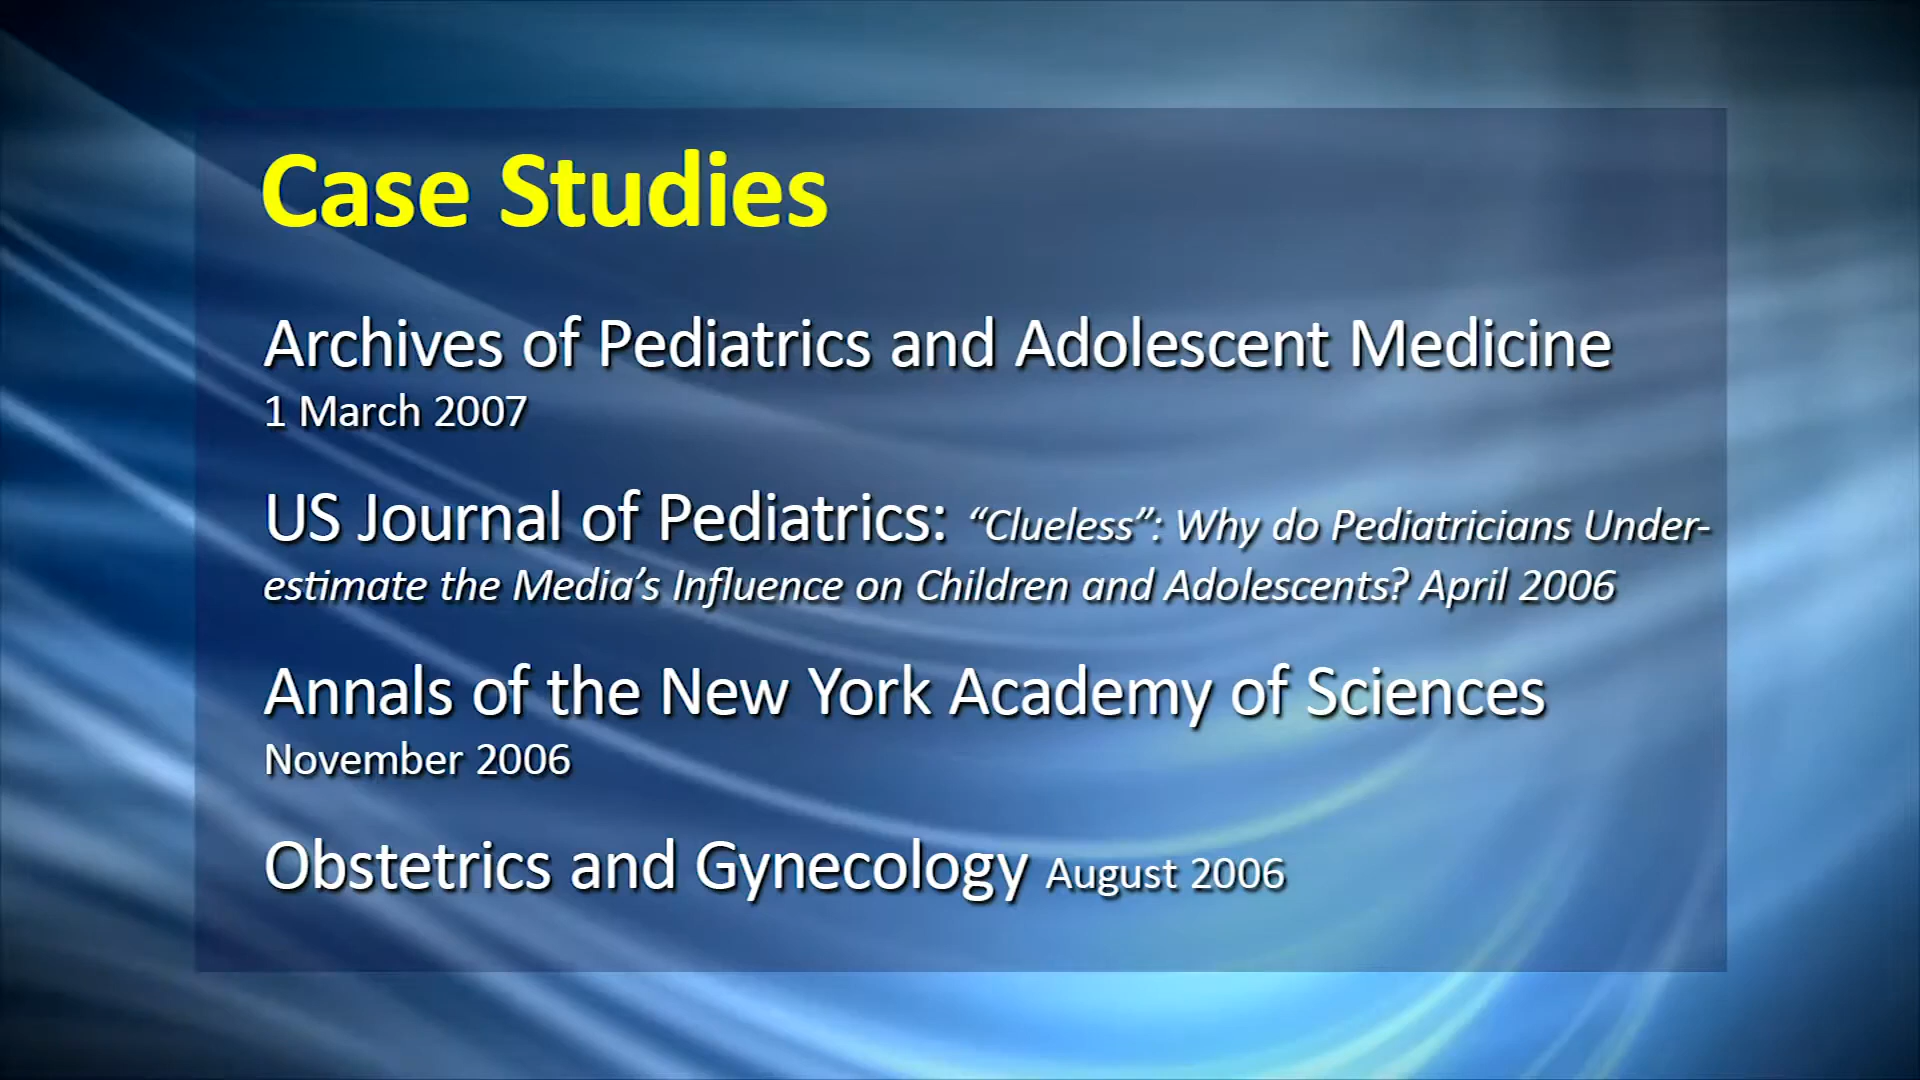 Case Studies
Archives of Pediatrics and Adolescent Medicine
1 March 2007
US Journal of Pediatrics: “Clueless”: Why do Pediatricians Under-
estimate the Media’s Influence on Children and Adolescents? April 2006
Annals of the New York Academy of Sciences
November 2006
Obstetrics and Gynecology August 2006